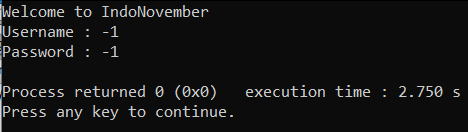 Welcome to IndoNovember
Username : -1
Password : -1
Process returned 0 (0x0)   execution time : 2.750 s
Press any key to continue.